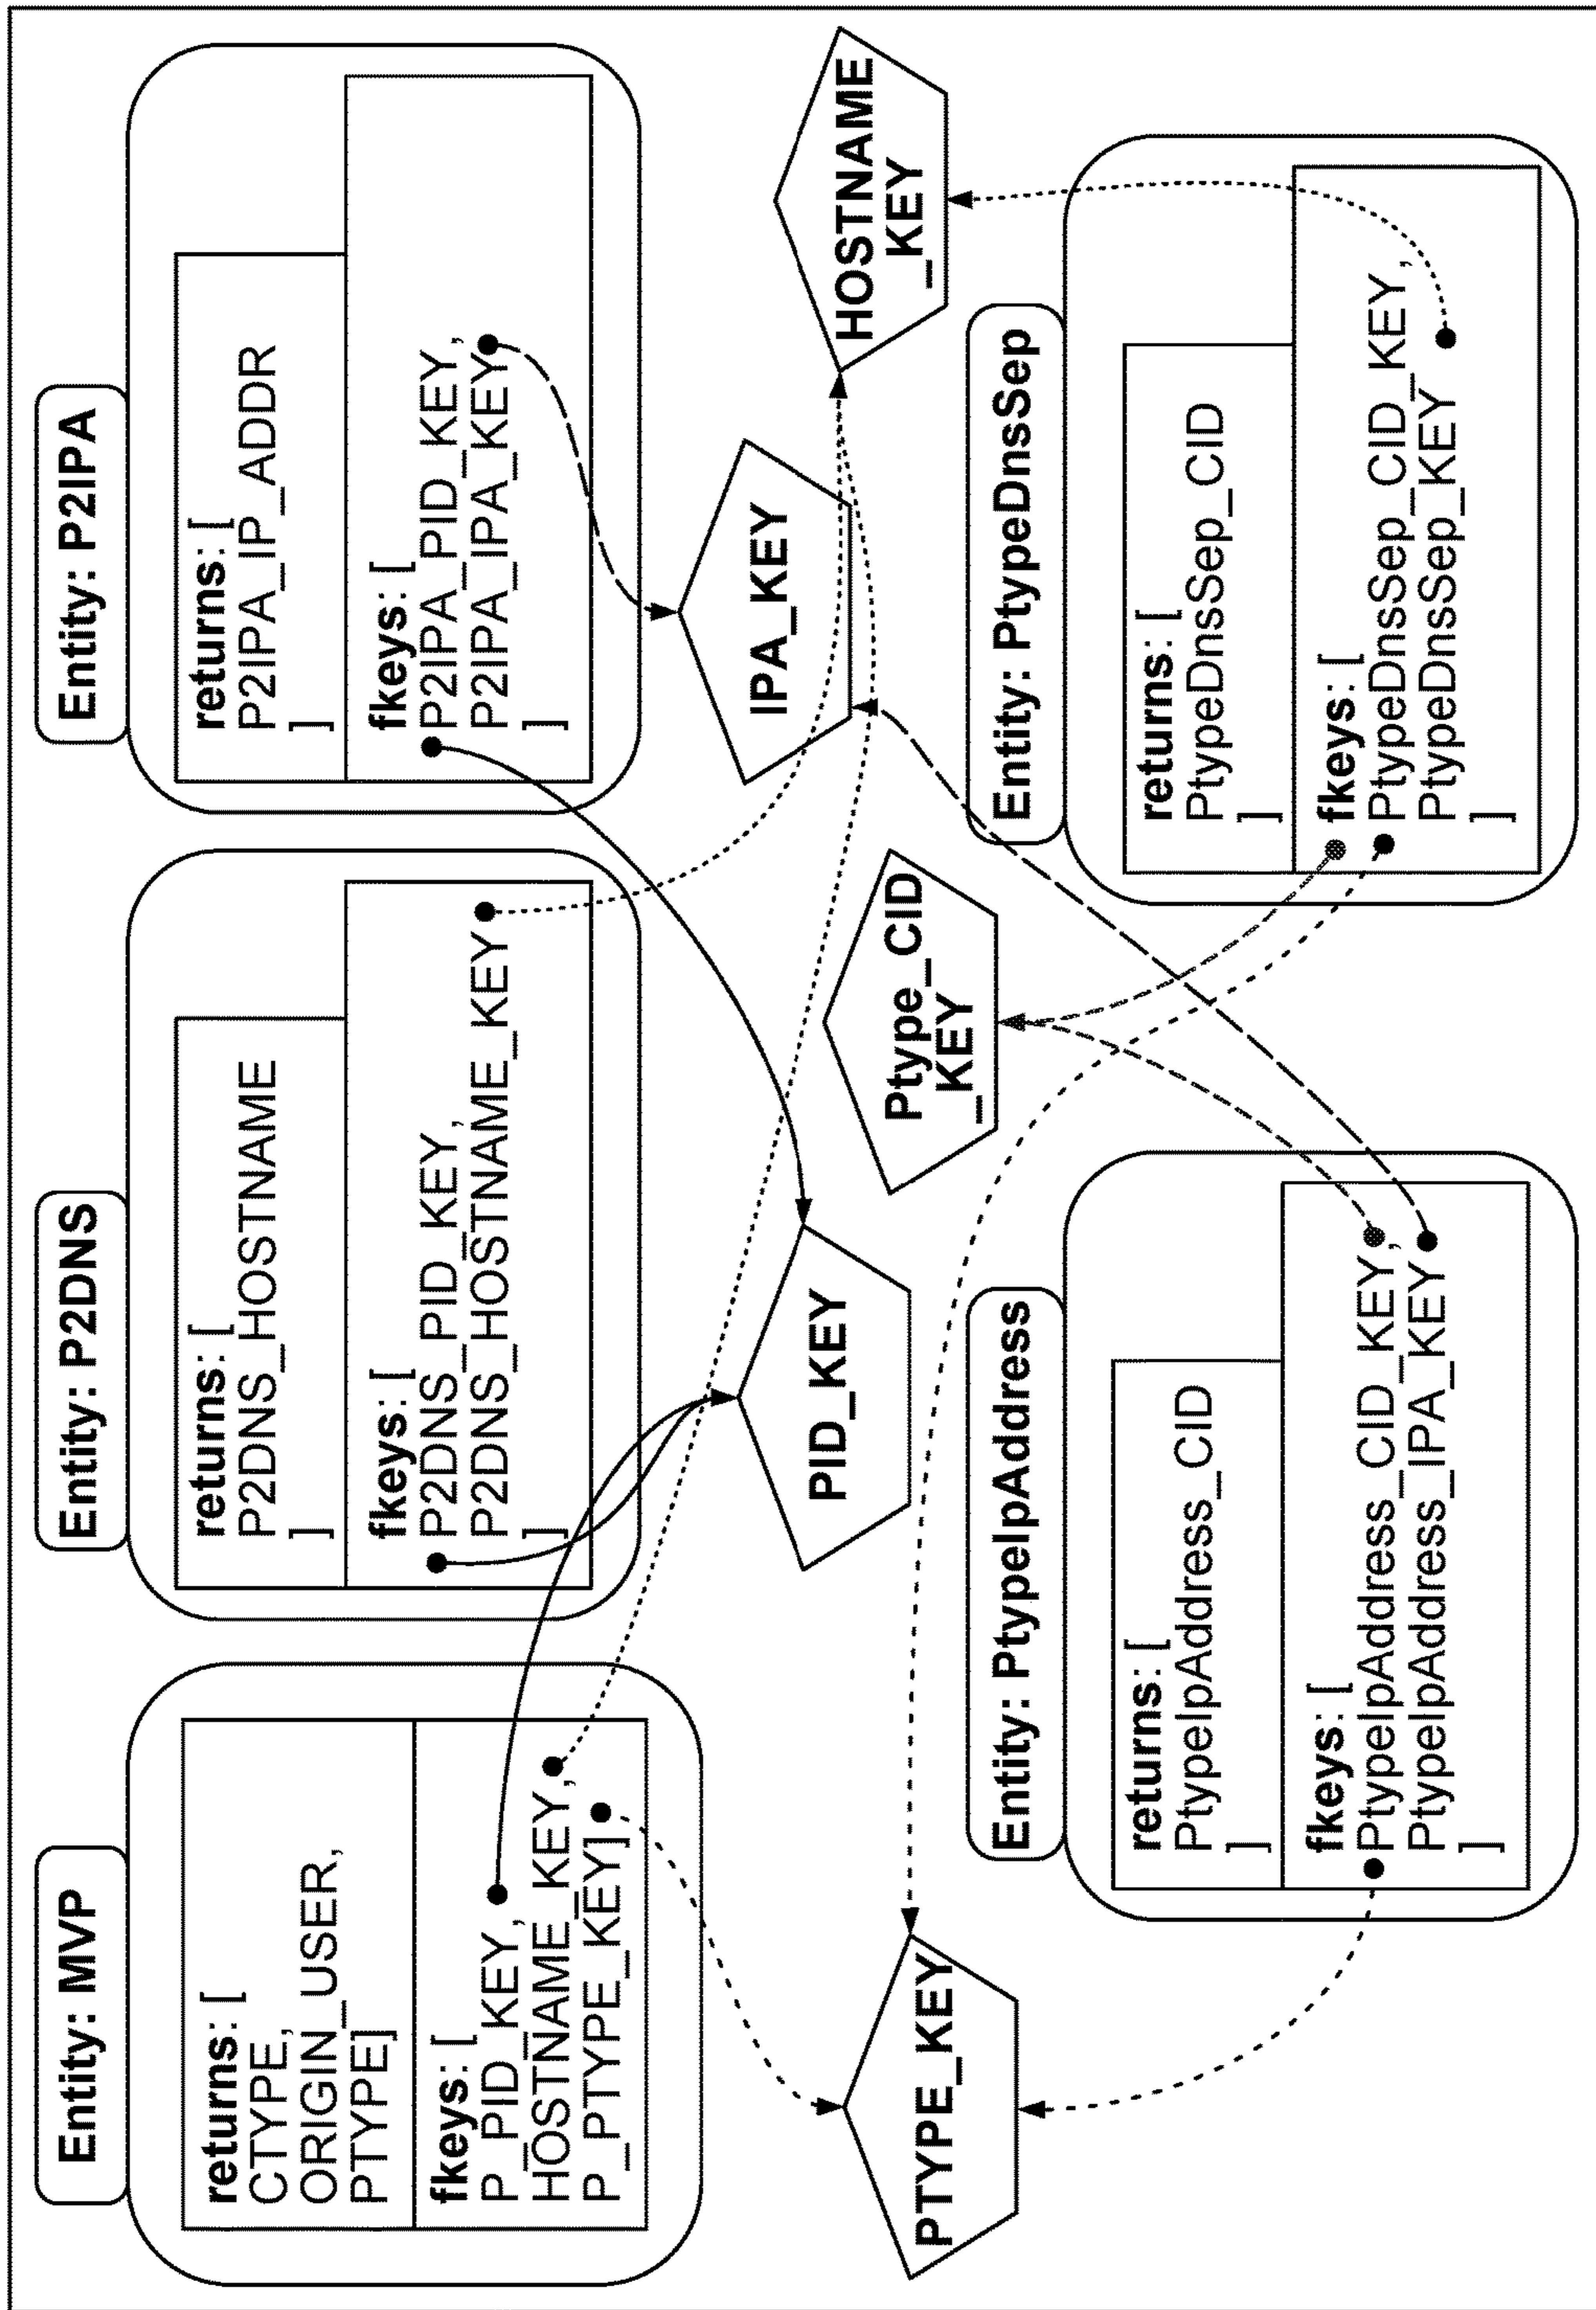 Entity: MVP
returns: [
CTYPE,
ORIGIN_USER,
PTYPE]
fkeys: [
P_PID_KEY,
HOSTNAME_KEY,
P_PTYPE_KEY]
Entity: P2DNS
returns: [
P2DNS_HOSTNAME
]
fkeys: [
P2DNS_PID_KEY,
P2DNS_HOSTNAME_KEY
]
Entity: P2IPA
returns: [
P2IPA_IP_ADDR
]
fkeys: [
P2IPA_PID_KEY,
P2IPA_IPA_KEY
]
PTYPE_KEY
PID_KEY
Ptype_CID
_KEY
IPA_KEY
HOSTNAME
_KEY
Entity: PtypeIpAddress
returns: [
PtypeIpAddress_CID
]
fkeys: [
PtypeIpAddress_CID_KEY,
PtypeIpAddress_IPA_KEY
]
Entity: PtypeDnsSep
returns: [
PtypeDnsSep_CID
]
fkeys: [
PtypeDnsSep_CID_KEY,
PtypeDnsSep_KEY
]